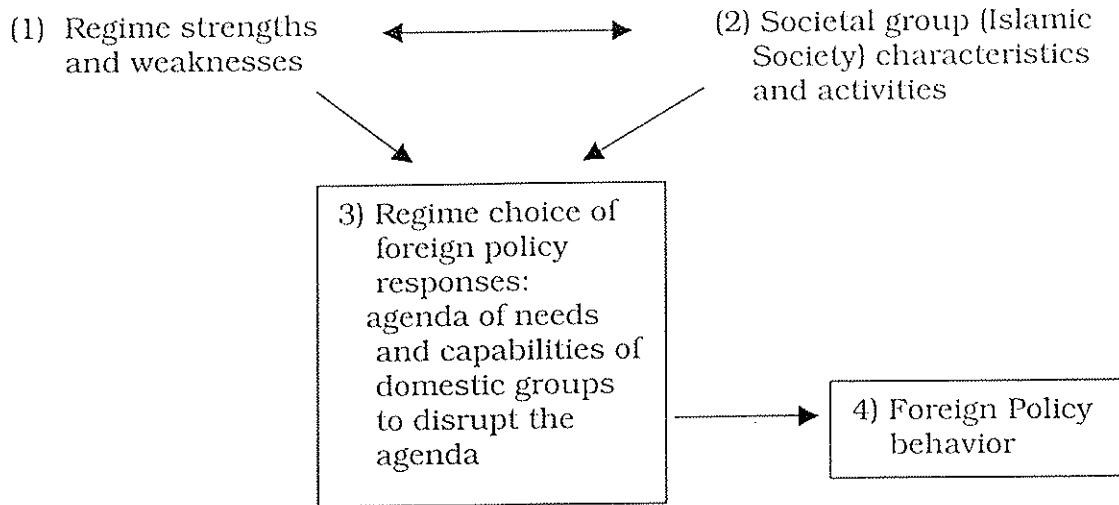 (1) Regime strengths
and weaknesses
(2) Societal group (Islamic
Society) characteristics
and activities
3) Regime choice of
foreign policy
responses:
agenda of needs
and capabilities of
domestic groups
to disrupt the
agenda
4) Foreign Policy
behavior